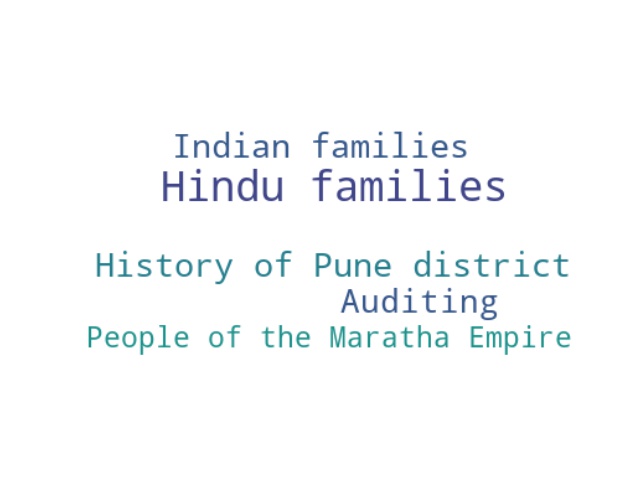 Indian families
Hindu families
History of Pune district
Auditing
People of the Maratha Empire